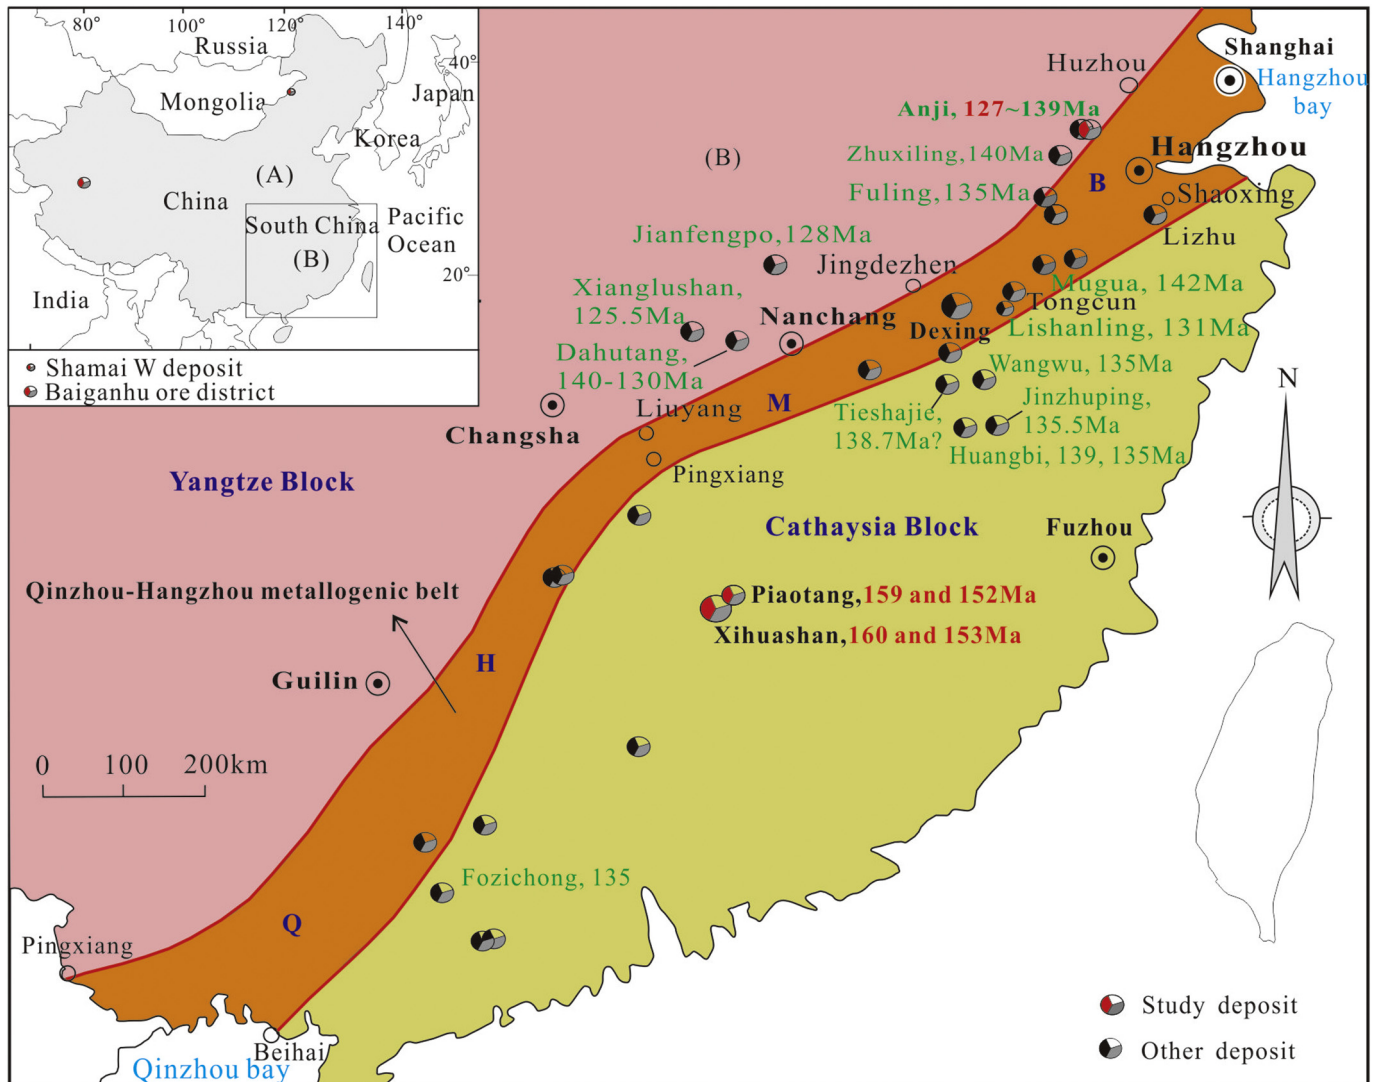 80°
100°
120°
140°
Russia
40°
Mongolia
Japan
Korea
(A)
China
Pacific
Ocean
South China
(B)
20°
India
Shamai W deposit
Baiganhu ore district
Shanghai
Hangzhou
bay
Huzhou
Anji, 127~139Ma
Zhuxiling,140Ma
(B)
Hangzhou
B
Fuling,135Ma
Shaoxing
Lizhu
Jianfengpo,128Ma
Jingdezhen
Mugua, 142Ma
Xianglushan,
125.5Ma
Nanchang
Tongcun
Dexing
Lishanling, 131Ma
Dahutang,
140-130Ma
Wangwu, 135Ma
N
M
Liuyang
Tieshajie,
138.7Ma?
Jinzhuping,
135.5Ma
Changsha
Huangbi, 139, 135Ma
Pingxiang
Yangtze Block
Cathaysia Block
Fuzhou
Qinzhou-Hangzhou metallogenic belt
Piaotang,159 and 152Ma
Xihuashan,160 and 153Ma
H
Guilin
0 100 200km
Fozichong, 135
Q
Pingxiang
Beihai
Qinzhou bay
Study deposit
Other deposit